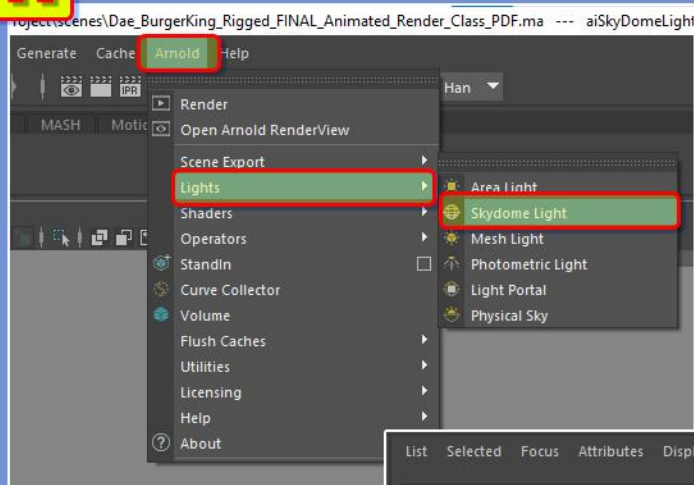 roject\scenes\Dae_BurgerKing_Rigged_FINAL_Animated_Render_Class_PDF.ma --- aiSkyDomeLight
Generate Cache Arnold Help
IPR
Han
MASH
Render
Open Arnold RenderView
Scene Export
Lights
Area Light
Shaders
Skydome Light
Operators
Mesh Light
StandIn
Photometric Light
Curve Collector
Light Portal
Volume
Physical Sky
Flush Caches
Utilities
Licensing
Help
About
List Selected Focus Attributes